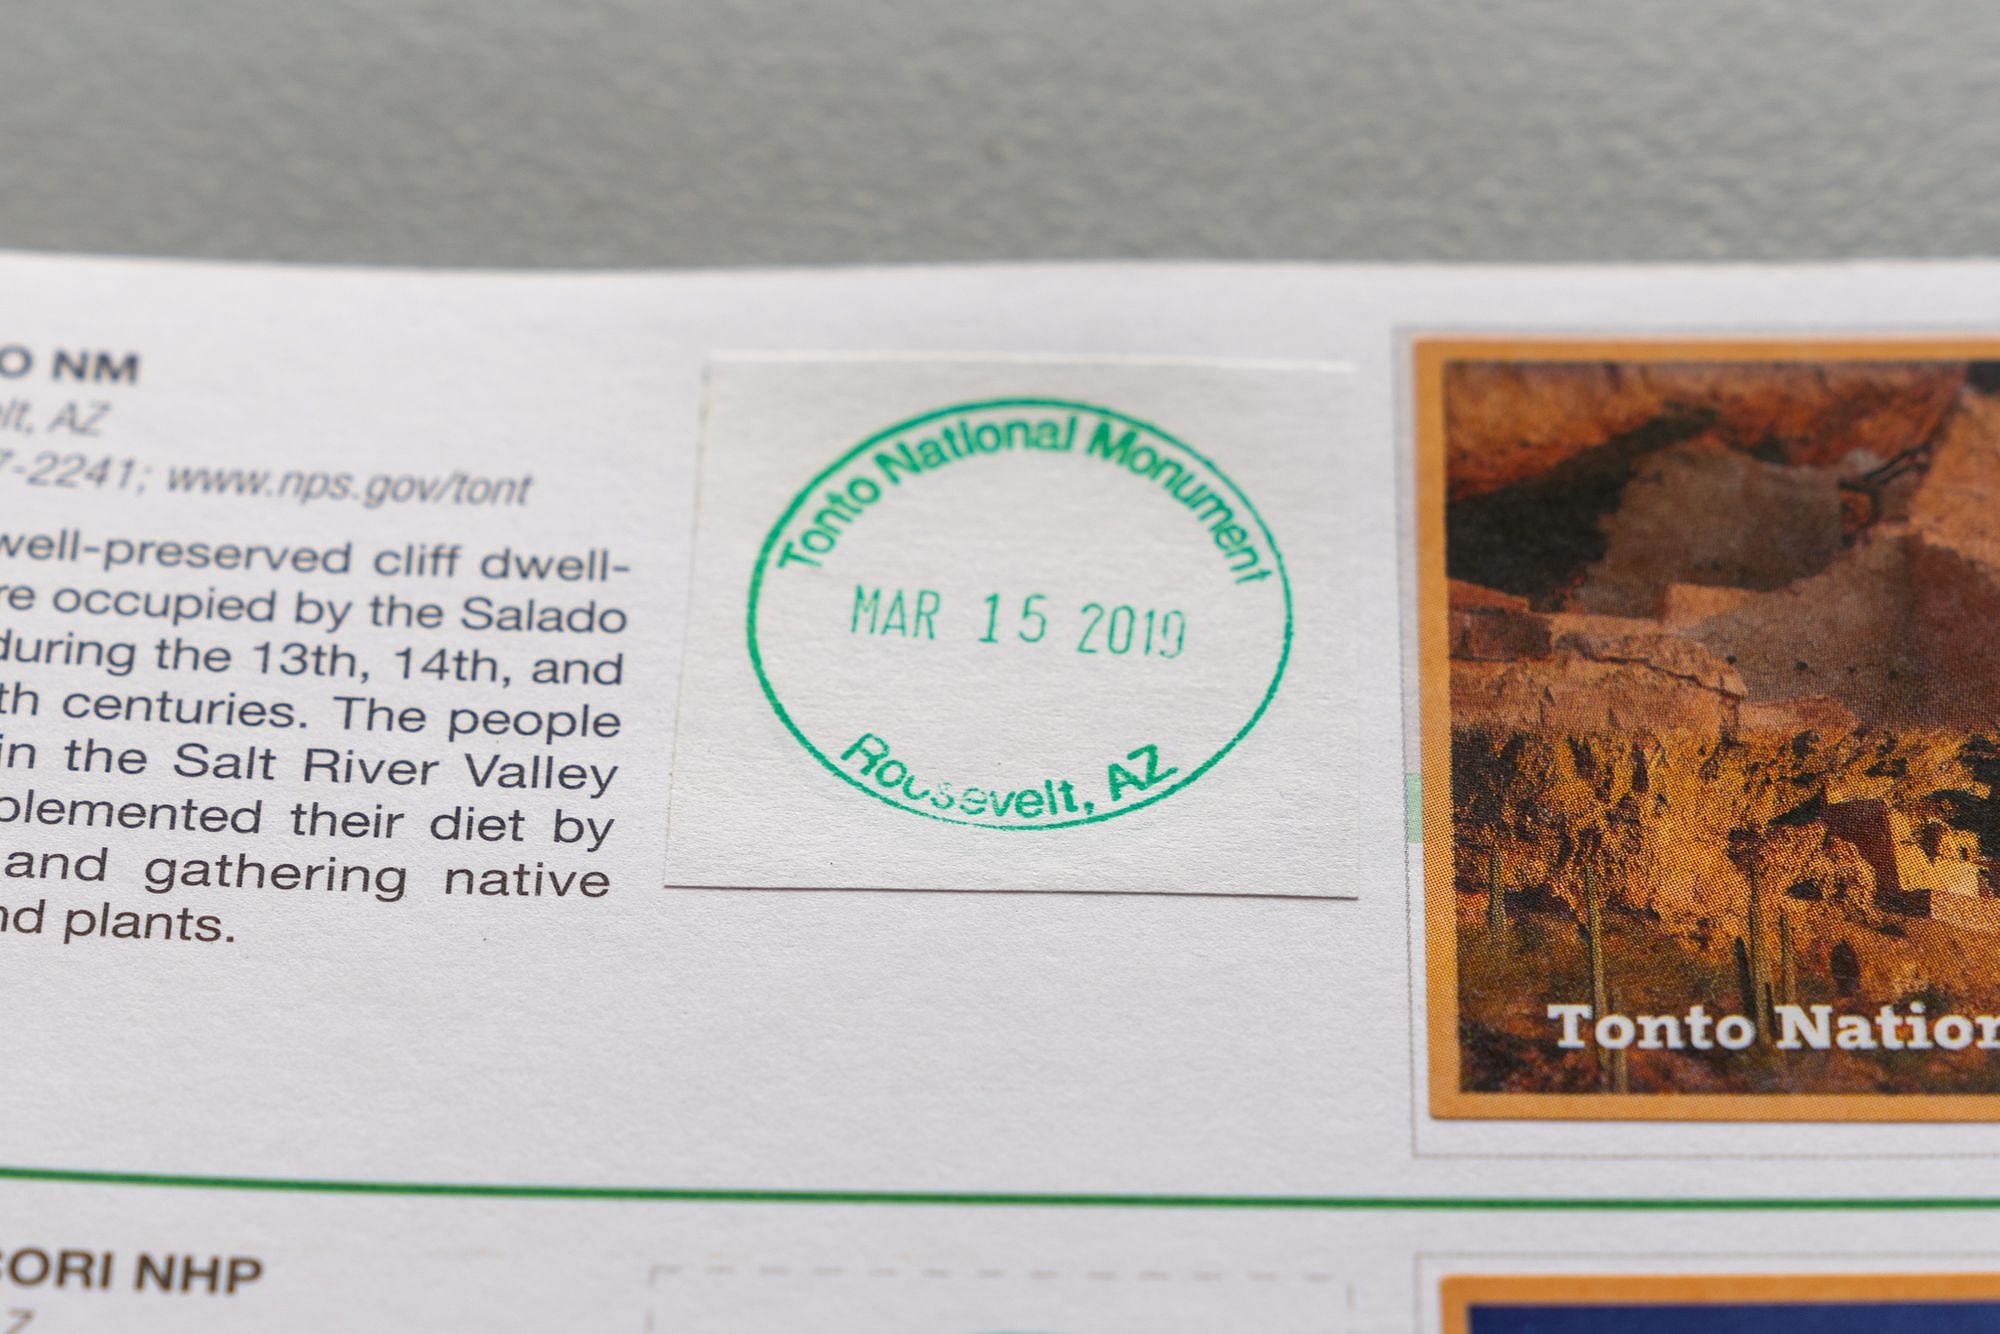 O NM
elt, AZ
7-2241; www.nps.gov/tont
well-preserved cliff dwell-
re occupied by the Salado
during the 13th, 14th, and
th centuries. The people
in the Salt River Valley
plemented their diet by
and gathering native
nd plants.
Tonto National Monument
MAR 15 2019
Roosevelt, AZ
Tonto Nation
CORI NHP
Z